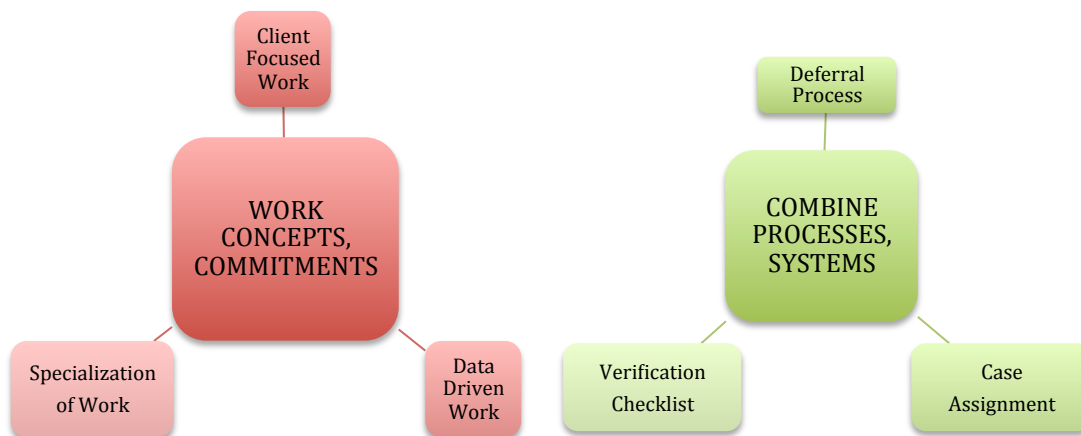 Client
Focused
Work
WORK
CONCEPTS,
COMMITMENTS
Specialization
of Work
Data
Driven
Work
Deferral
Process
COMBINE
PROCESSES,
SYSTEMS
Verification
Checklist
Case
Assignment